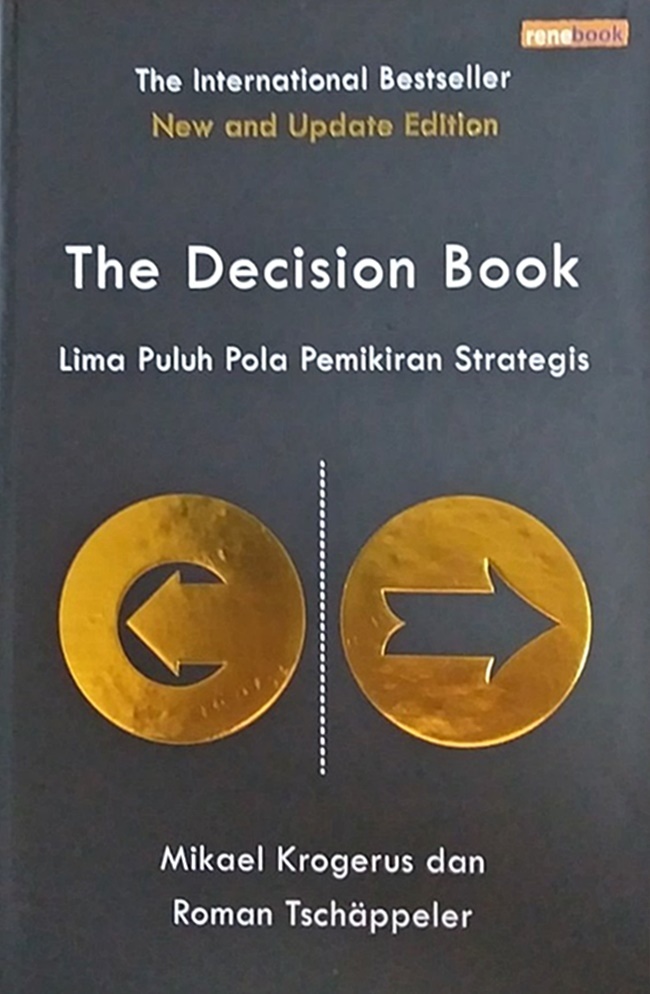 renebook
The International Bestseller
New and Update Edition
The Decision Book
Lima Puluh Pola Pemikiran Strategis
Mikael Krogerus dan
Roman Tschäppeler